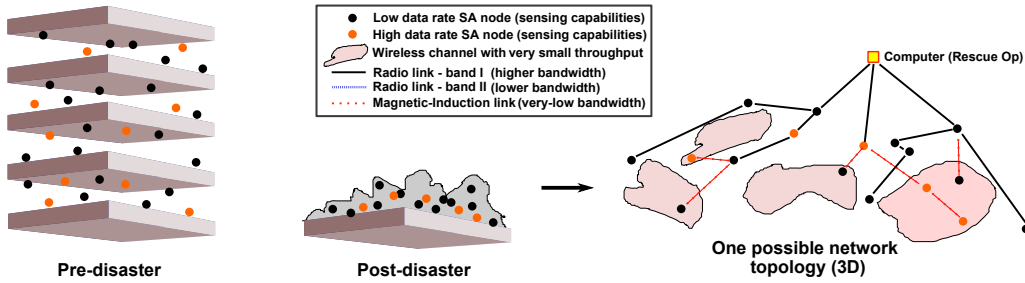 Low data rate SA node (sensing capabilities)
High data rate SA node (sensing capabilities)
Wireless channel with very small throughput
Radio link - band I (higher bandwidth)
Radio link - band II (lower bandwidth)
Magnetic-Induction link (very-low bandwidth)
Computer (Rescue Op)
Pre-disaster
Post-disaster
One possible network
topology (3D)